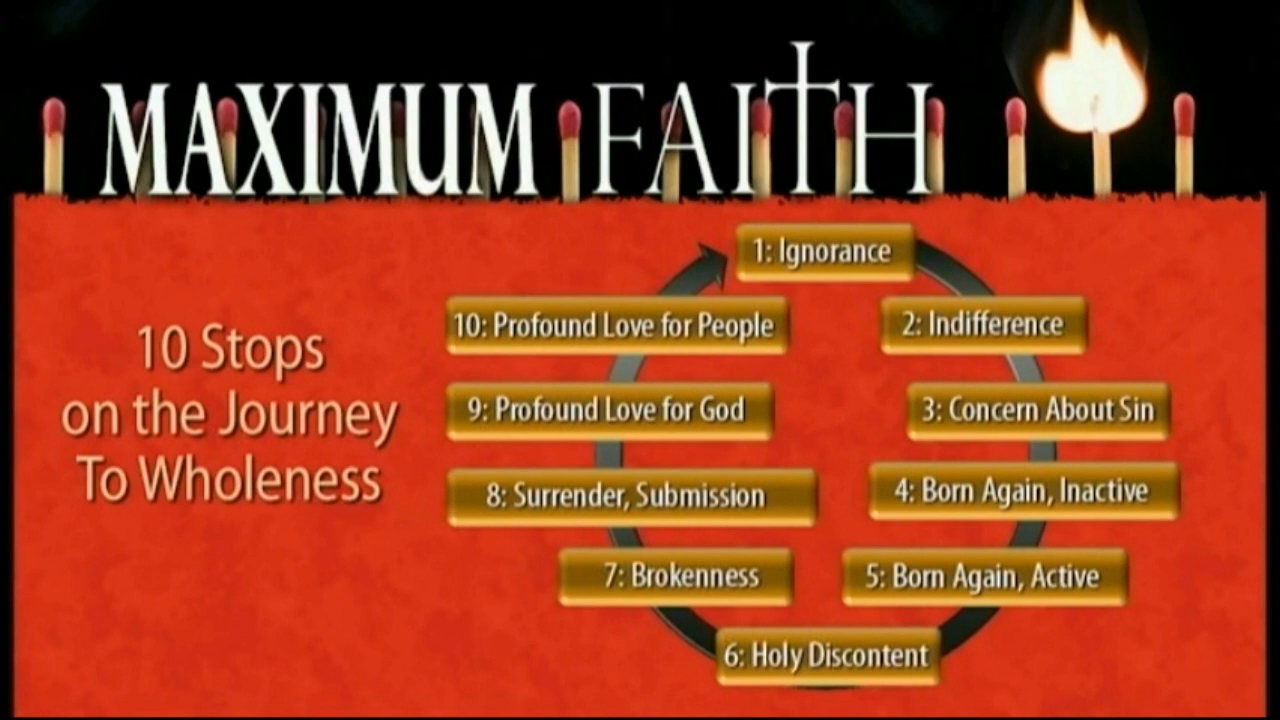 MAXIMUM FAITH
10 Stops
on the Journey
To Wholeness
1: Ignorance
2: Indifference
3: Concern About Sin
4: Born Again, Inactive
5: Born Again, Active
6: Holy Discontent
7: Brokenness
8: Surrender, Submission
9: Profound Love for God
10: Profound Love for People